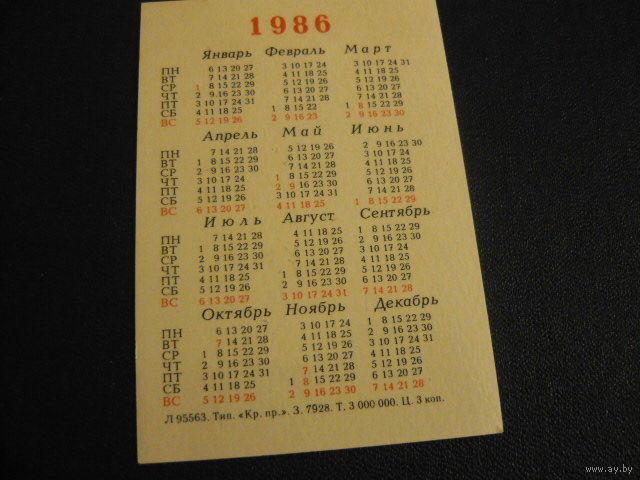 1986
Январь Февраль Март
ПН 6 13 20 27 3 10 17 24 3 10 17 24 31
ВТ 7 14 21 28 4 11 18 25 4 11 18 25
СР 1 8 15 22 29 5 12 19 26 5 12 19 26
ЧТ 2 9 16 23 30 6 13 20 27 6 13 20 27
ПТ 3 10 17 24 31 7 14 21 28 7 14 21 28
СБ 4 11 18 25 1 8 15 22 1 8 15 22 29
ВС 5 12 19 26 2 9 16 23 2 9 16 23 30
Апрель Май Июнь
ПН 7 14 21 28 5 12 19 26 2 9 16 23 30
ВТ 1 8 15 22 29 6 13 20 27 3 10 17 24
СР 2 9 16 23 30 7 14 21 28 4 11 18 25
ЧТ 3 10 17 24 1 8 15 22 29 5 12 19 26
ПТ 4 11 18 25 2 9 16 23 30 6 13 20 27
СБ 5 12 19 26 3 10 17 24 31 7 14 21 28
ВС 6 13 20 27 4 11 18 25 1 8 15 22 29
Июль Август Сентябрь
ПН 7 14 21 28 4 11 18 25 1 8 15 22 29
ВТ 1 8 15 22 29 5 12 19 26 2 9 16 23 30
СР 2 9 16 23 30 6 13 20 27 3 10 17 24
ЧТ 3 10 17 24 31 7 14 21 28 4 11 18 25
ПТ 4 11 18 25 1 8 15 22 29 5 12 19 26
СБ 5 12 19 26 2 9 16 23 30 6 13 20 27
ВС 6 13 20 27 3 10 17 24 31 7 14 21 28
Октябрь Ноябрь Декабрь
ПН 6 13 20 27 3 10 17 24 1 8 15 22 29
ВТ 7 14 21 28 4 11 18 25 2 9 16 23 30
СР 1 8 15 22 29 5 12 19 26 3 10 17 24 31
ЧТ 2 9 16 23 30 6 13 20 27 4 11 18 25
ПТ 3 10 17 24 31 7 14 21 28 5 12 19 26
СБ 4 11 18 25 1 8 15 22 29 6 13 20 27
ВС 5 12 19 26 2 9 16 23 30 7 14 21 28
Л 95563. Тип. «Кр. пр.». З. 7928. Т. 3 000 000. Ц. 3 коп.
www.ay.by